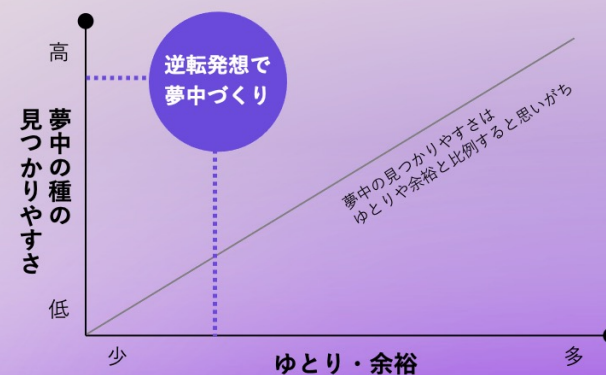 高
逆転発想で
夢中づくり
夢中の種の
見つかりやすさ
夢中の見つかりやすさは
ゆとりや余裕と比例すると思いがち
低
少
ゆとり・余裕
多